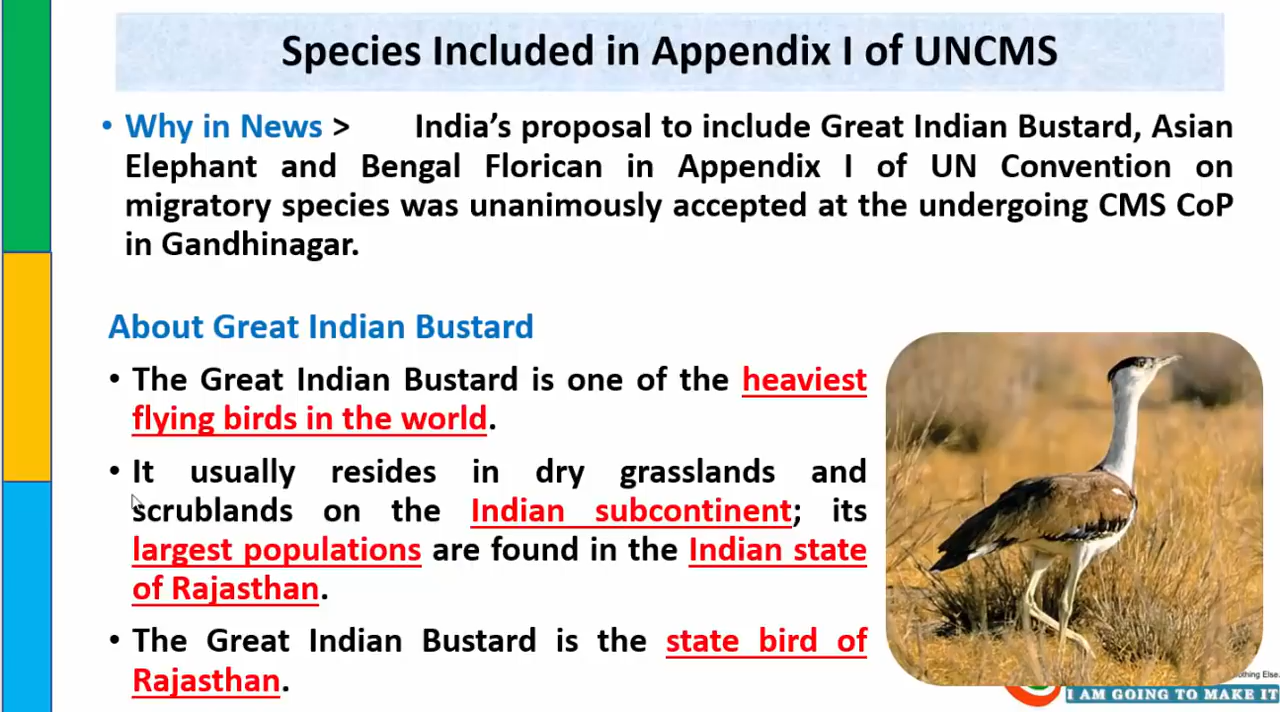 Species Included in Appendix I of UNCMS
• Why in News > India's proposal to include Great Indian Bustard, Asian
Elephant and Bengal Florican in Appendix I of UN Convention on
migratory species was unanimously accepted at the undergoing CMS CoP
in Gandhinagar.
About Great Indian Bustard
• The Great Indian Bustard is one of the heaviest
flying birds in the world.
• It usually resides in dry grasslands and
scrublands on the Indian subcontinent; its
largest populations are found in the Indian state
of Rajasthan.
• The Great Indian Bustard is the state bird of
Rajasthan.
Else.
I AM GOING TO MAKE IT